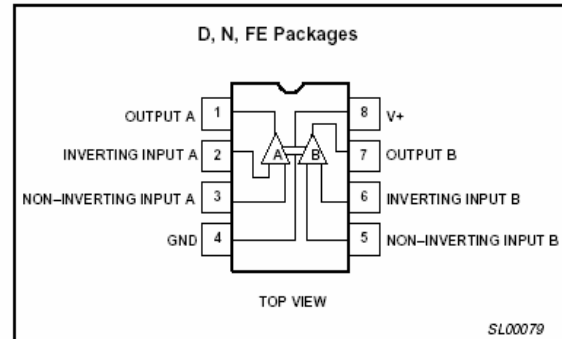 D, N, FE Packages
OUTPUT A 1 8 V+
INVERTING INPUT A 2 A B 7 OUTPUT B
NON–INVERTING INPUT A 3 6 INVERTING INPUT B
GND 4 5 NON–INVERTING INPUT B
TOP VIEW
SL00079